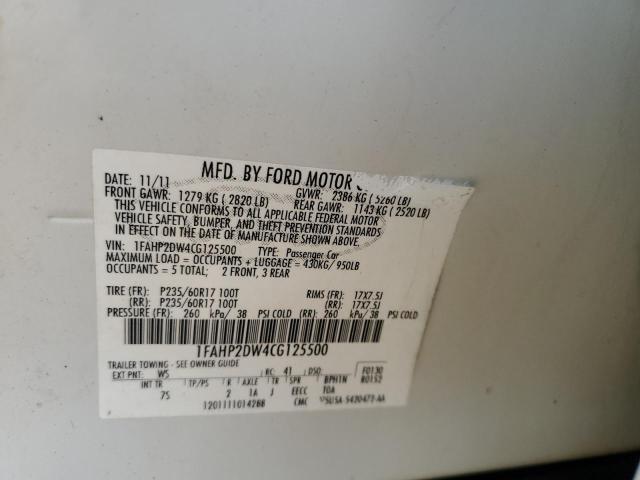 MFD. BY FORD MOTOR
DATE: 11/11 GVWR: 2386 KG ( 5260 LB)
FRONT GAWR: 1279 KG ( 2820 LB) REAR GAWR: 1143 KG ( 2520 LB)
THIS VEHICLE CONFORMS TO ALL APPLICABLE FEDERAL MOTOR
VEHICLE SAFETY, BUMPER, AND THEFT PREVENTION STANDARDS
IN EFFECT ON THE DATE OF MANUFACTURE SHOWN ABOVE.
VIN: 1FAHP2DW4CG125500 TYPE: Passenger Car
MAXIMUM LOAD = OCCUPANTS + LUGGAGE = 430KG/ 950LB
OCCUPANTS = 5 TOTAL; 2 FRONT, 3 REAR
TIRE (FR): P235/60R17 100T RIMS (FR): 17X7.5J
(RR): P235/60R17 100T (RR): 17X7.5J
PRESSURE (FR): 260 kPa/ 38 PSI COLD (RR): 260 kPa/ 38 PSI COLD
1FAHP2DW4CG125500
TRAILER TOWING - SEE OWNER GUIDE
EXT PNT: WS RC: 41 DSO: F0130
R0152
INT TR TP/PS R AXLE TR SPR BPHTN
7S 2 1A J EECC TOA
1201111014288 CMC 5U5A-5420472-AA